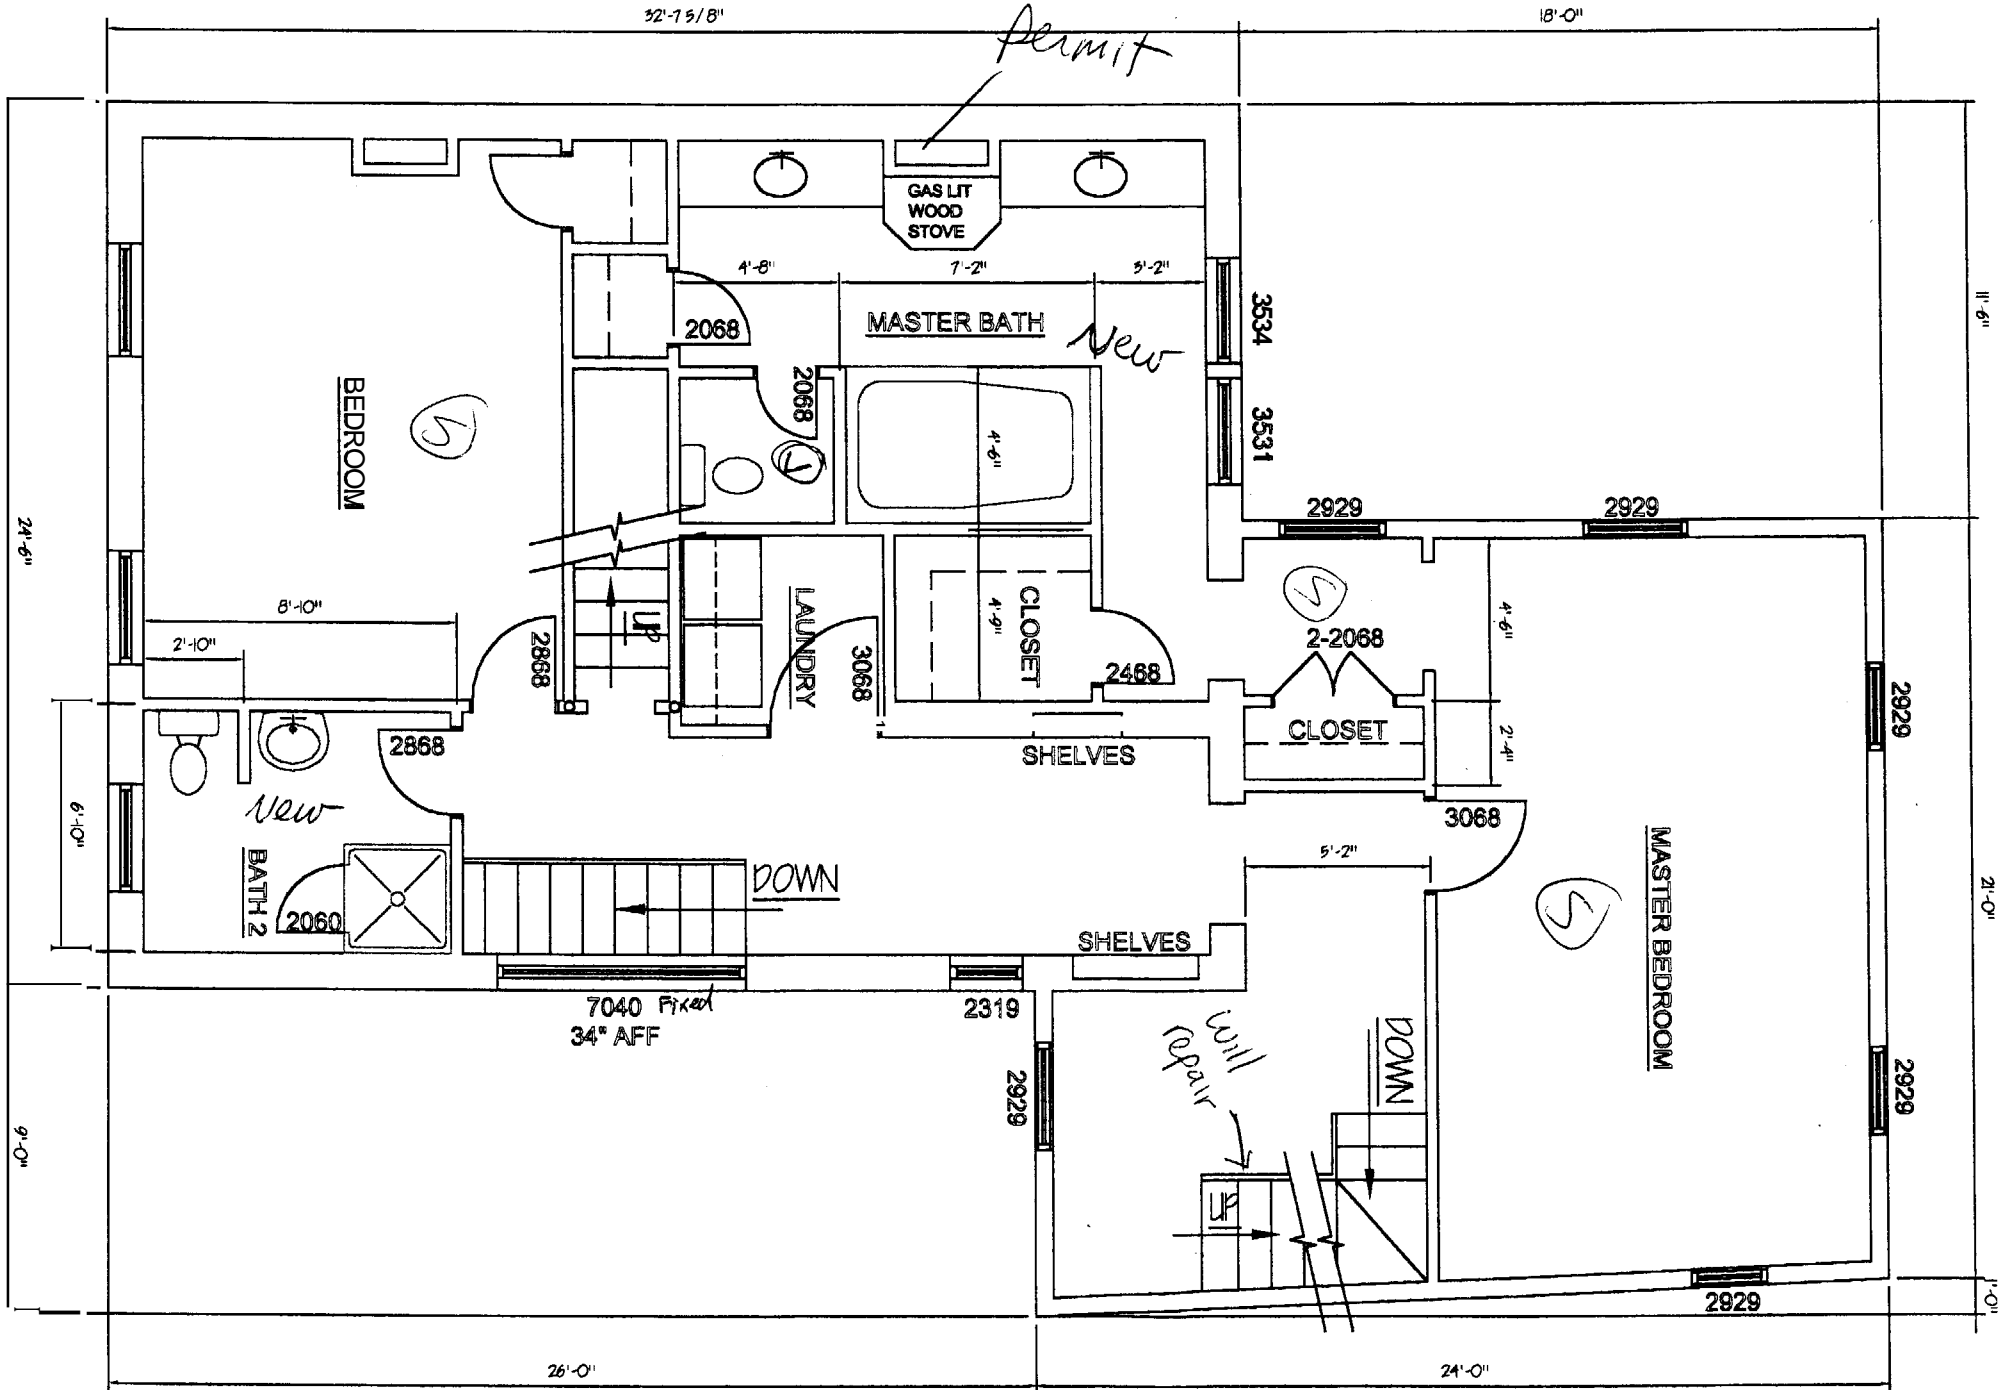 32'-7 5/8"
18'-0"
Permit
GAS LIT
WOOD
STOVE
4'-8"
7'-2"
3'-2"
2068
MASTER BATH
New
3534
11'-6"
2068
BEDROOM
S
V
4'-6"
3531
2929
2929
24'-6"
8'-10"
2'-10"
2868
UP
LAUNDRY
3068
CLOSET
4'-9"
2468
S
2-2068
4'-6"
2929
CLOSET
2'-4"
2868
SHELVES
New
6'-10"
BATH 2
2060
DOWN
3068
5'-2"
MASTER BEDROOM
S
21'-0"
SHELVES
7040 Fixed
34" AFF
2319
2929
will
repair
DOWN
2929
9'-0"
UP
2929
1'-0"
26'-0"
24'-0"